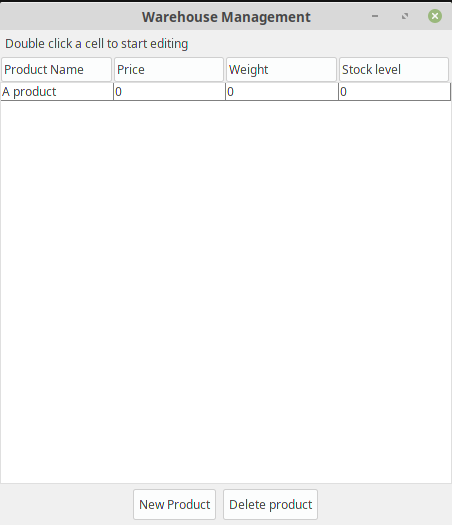 Warehouse Management
Double click a cell to start editing
Product Name Price Weight Stock level
A product 0 0 0
New Product Delete product